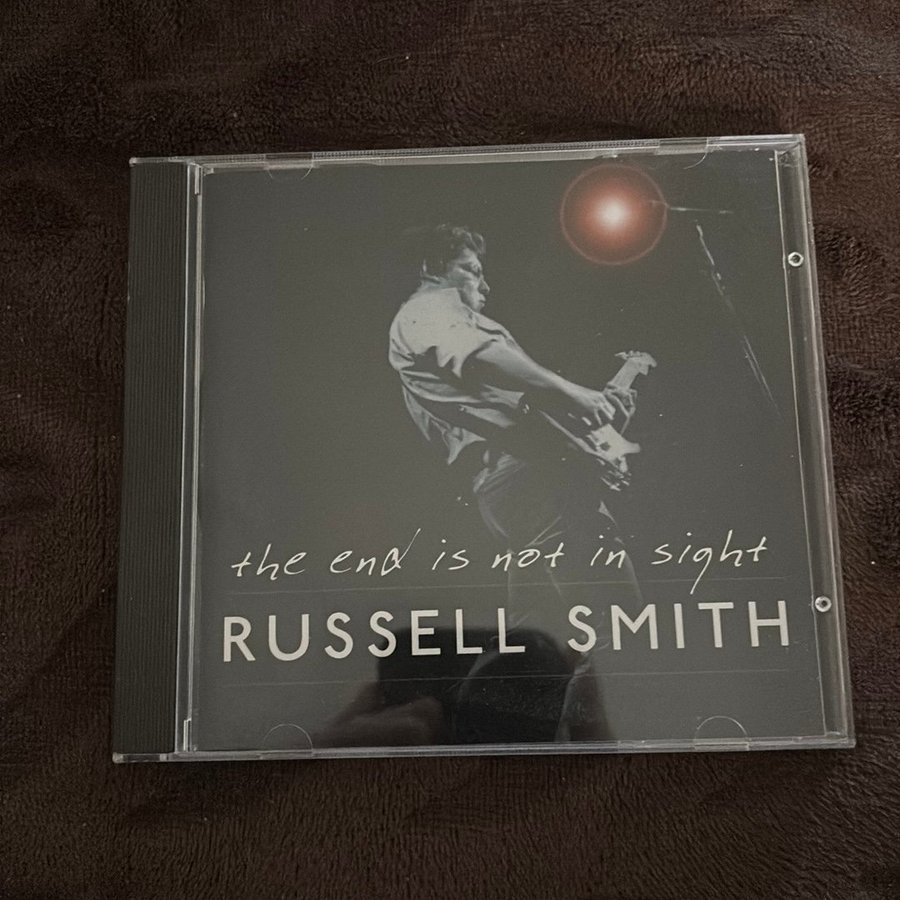 the end is not in sight
RUSSELL SMITH